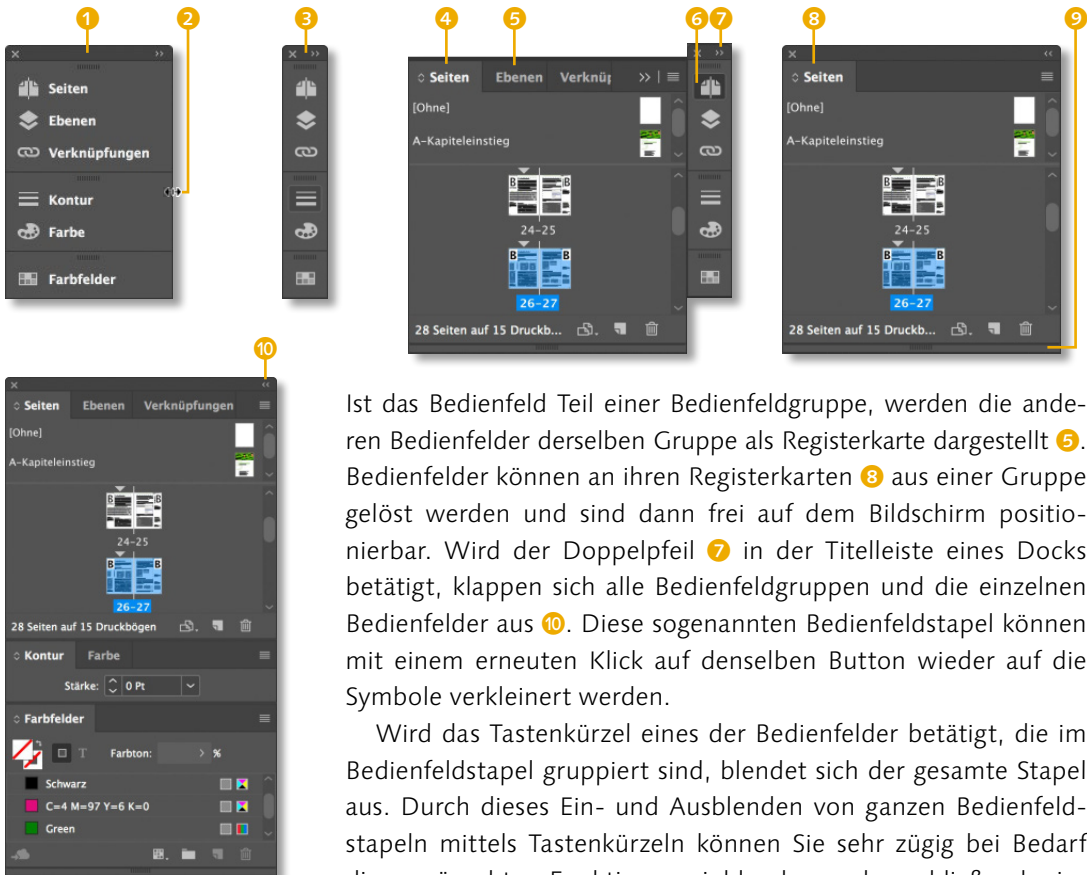 1 2 3 4 5 6 7 8 9
Seiten
Ebenen
Verknüpfungen
Kontur
Farbe
Farbfelder
Seiten Ebenen Verknü
[Ohne]
A-Kapiteleinstieg
B B
24-25
B B
26-27
28 Seiten auf 15 Druckb...
Seiten
[Ohne]
A-Kapiteleinstieg
B B
24-25
B B
26-27
28 Seiten auf 15 Druckb...
10
Seiten Ebenen Verknüpfungen
[Ohne]
A-Kapiteleinstieg
B B
24-25
B B
26-27
28 Seiten auf 15 Druckbögen
Kontur Farbe
Stärke: 0 Pt
Farbfelder
T Farbton: > %
Schwarz
C=4 M=97 Y=6 K=0
Green
Ist das Bedienfeld Teil einer Bedienfeldgruppe, werden die ande-
ren Bedienfelder derselben Gruppe als Registerkarte dargestellt 5.
Bedienfelder können an ihren Registerkarten 8 aus einer Gruppe
gelöst werden und sind dann frei auf dem Bildschirm positio-
nierbar. Wird der Doppelpfeil 7 in der Titelleiste eines Docks
betätigt, klappen sich alle Bedienfeldgruppen und die einzelnen
Bedienfelder aus 10. Diese sogenannten Bedienfeldstapel können
mit einem erneuten Klick auf denselben Button wieder auf die
Symbole verkleinert werden.
Wird das Tastenkürzel eines der Bedienfelder betätigt, die im
Bedienfeldstapel gruppiert sind, blendet sich der gesamte Stapel
aus. Durch dieses Ein- und Ausblenden von ganzen Bedienfeld-
stapeln mittels Tastenkürzeln können Sie sehr zügig bei Bedarf